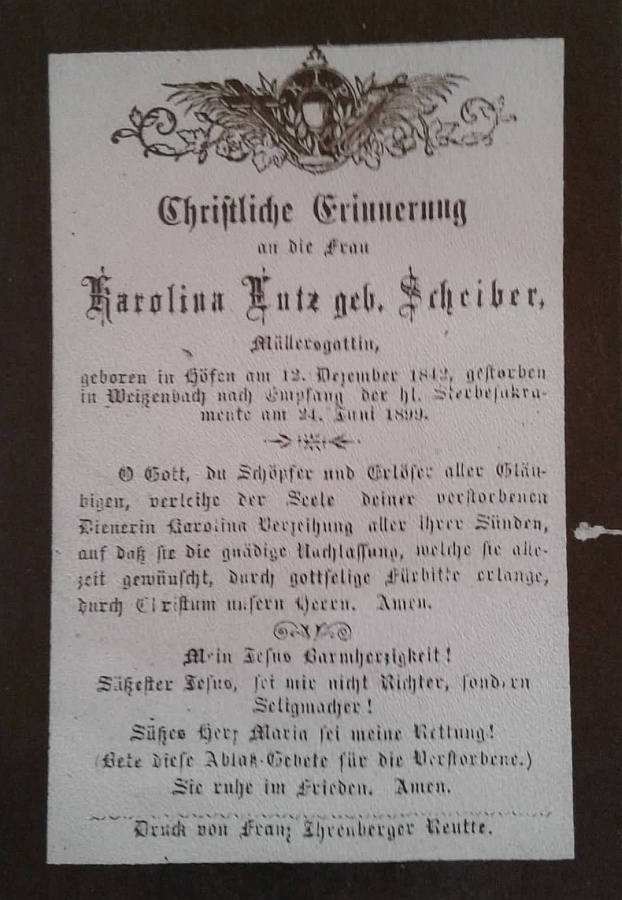 Christliche Erinnerung
an die Frau
Karolina Lutz geb. Scheiber,
Müllersgattin,
geboren in Höfen am 12. Dezember 1842, gestorben
in Weißenbach nach Empfang der hl. Sterbesakra-
mente am 24. Juni 1899.
O Gott, du Schöpfer und Erlöser aller Gläu-
bigen, verleihe der Seele deiner verstorbenen
Dienerin Karolina Verzeihung aller ihrer Sünden,
auf daß sie die gnädige Nachlassung, welche sie alle-
zeit gewünscht, durch gottselige Fürbitte erlange,
durch Christum unsern Herrn. Amen.
Mein Jesus Barmherzigkeit!
Süßester Jesus, sei mir nicht Richter, sondern
Seligmacher!
Süßes Herz Maria sei meine Rettung!
(Bete diese Ablaß-Gebete für die Verstorbene.)
Sie ruhe im Frieden. Amen.
Druck von Franz Ehrenberger Reutte.